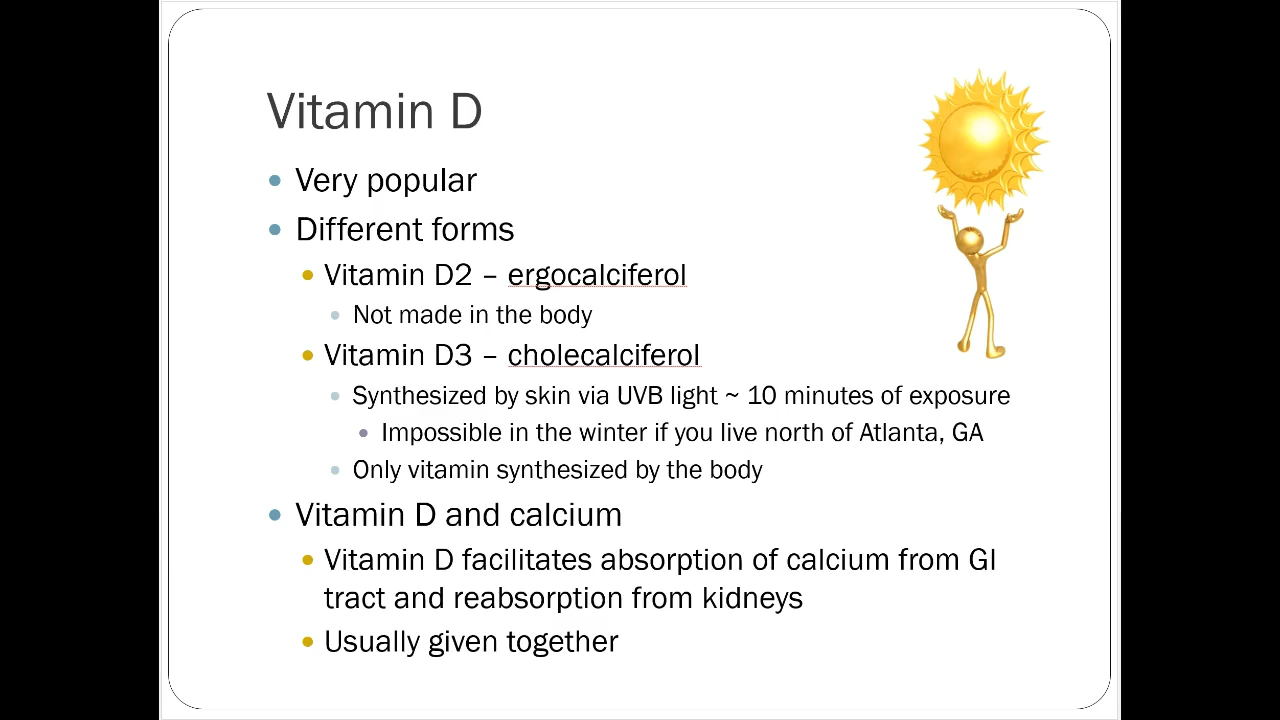 Vitamin D
• Very popular
• Different forms
• Vitamin D2 – ergocalciferol
• Not made in the body
• Vitamin D3 – cholecalciferol
• Synthesized by skin via UVB light ~ 10 minutes of exposure
• Impossible in the winter if you live north of Atlanta, GA
• Only vitamin synthesized by the body
• Vitamin D and calcium
• Vitamin D facilitates absorption of calcium from GI
tract and reabsorption from kidneys
• Usually given together